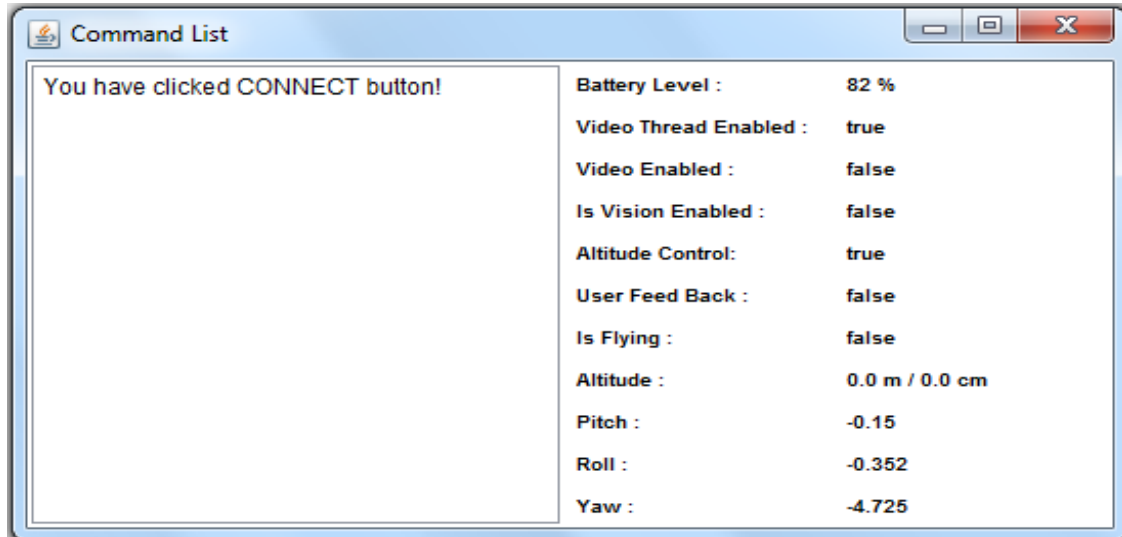 Command List
You have clicked CONNECT button!
Battery Level : 82 %
Video Thread Enabled : true
Video Enabled : false
Is Vision Enabled : false
Altitude Control: true
User Feed Back : false
Is Flying : false
Altitude : 0.0 m / 0.0 cm
Pitch : -0.15
Roll : -0.352
Yaw : -4.725